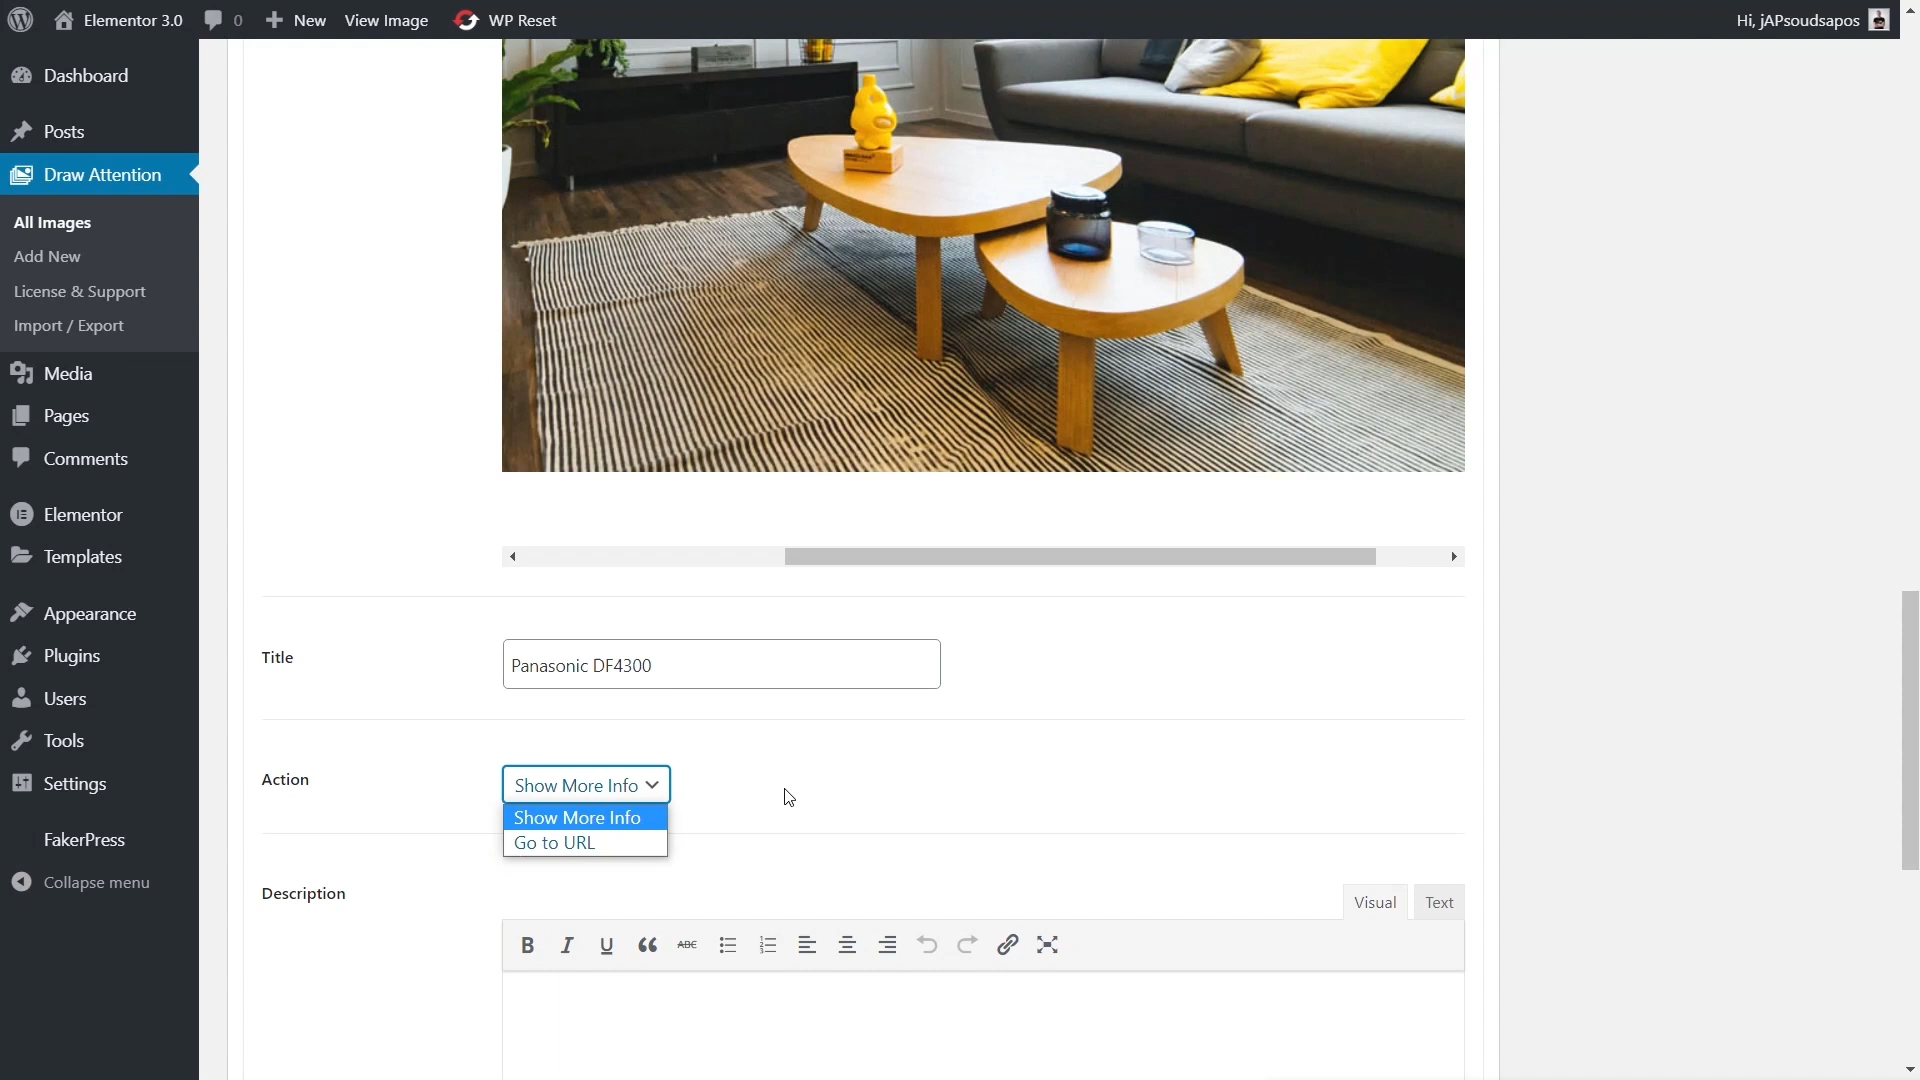 Elementor 3.0 0 New View Image WP Reset Hi, jAPsoudsapos
Dashboard
Posts
Draw Attention
All Images
Add New
License & Support
Import / Export
Media
Pages
Comments
Elementor
Templates
Appearance
Plugins
Users
Tools
Settings
FakerPress
Collapse menu
Title
Panasonic DF4300
Action
Show More Info
Show More Info
Go to URL
Description
Visual Text
B I U ABC